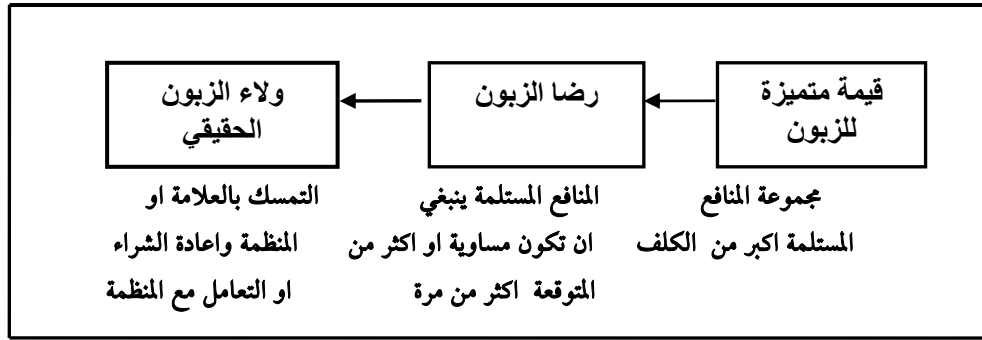 قيمة متميزة
للزبون
رضا الزبون
ولاء الزبون
الحقيقي
مجموعة المنافع
المستلمة اكبر من الكلف
المنافع المستلمة ينبغي
ان تكون مساوية او اكثر من
المتوقعة اكثر من مرة
التمسك بالعلامة او
المنظمة واعادة الشراء
او التعامل مع المنظمة